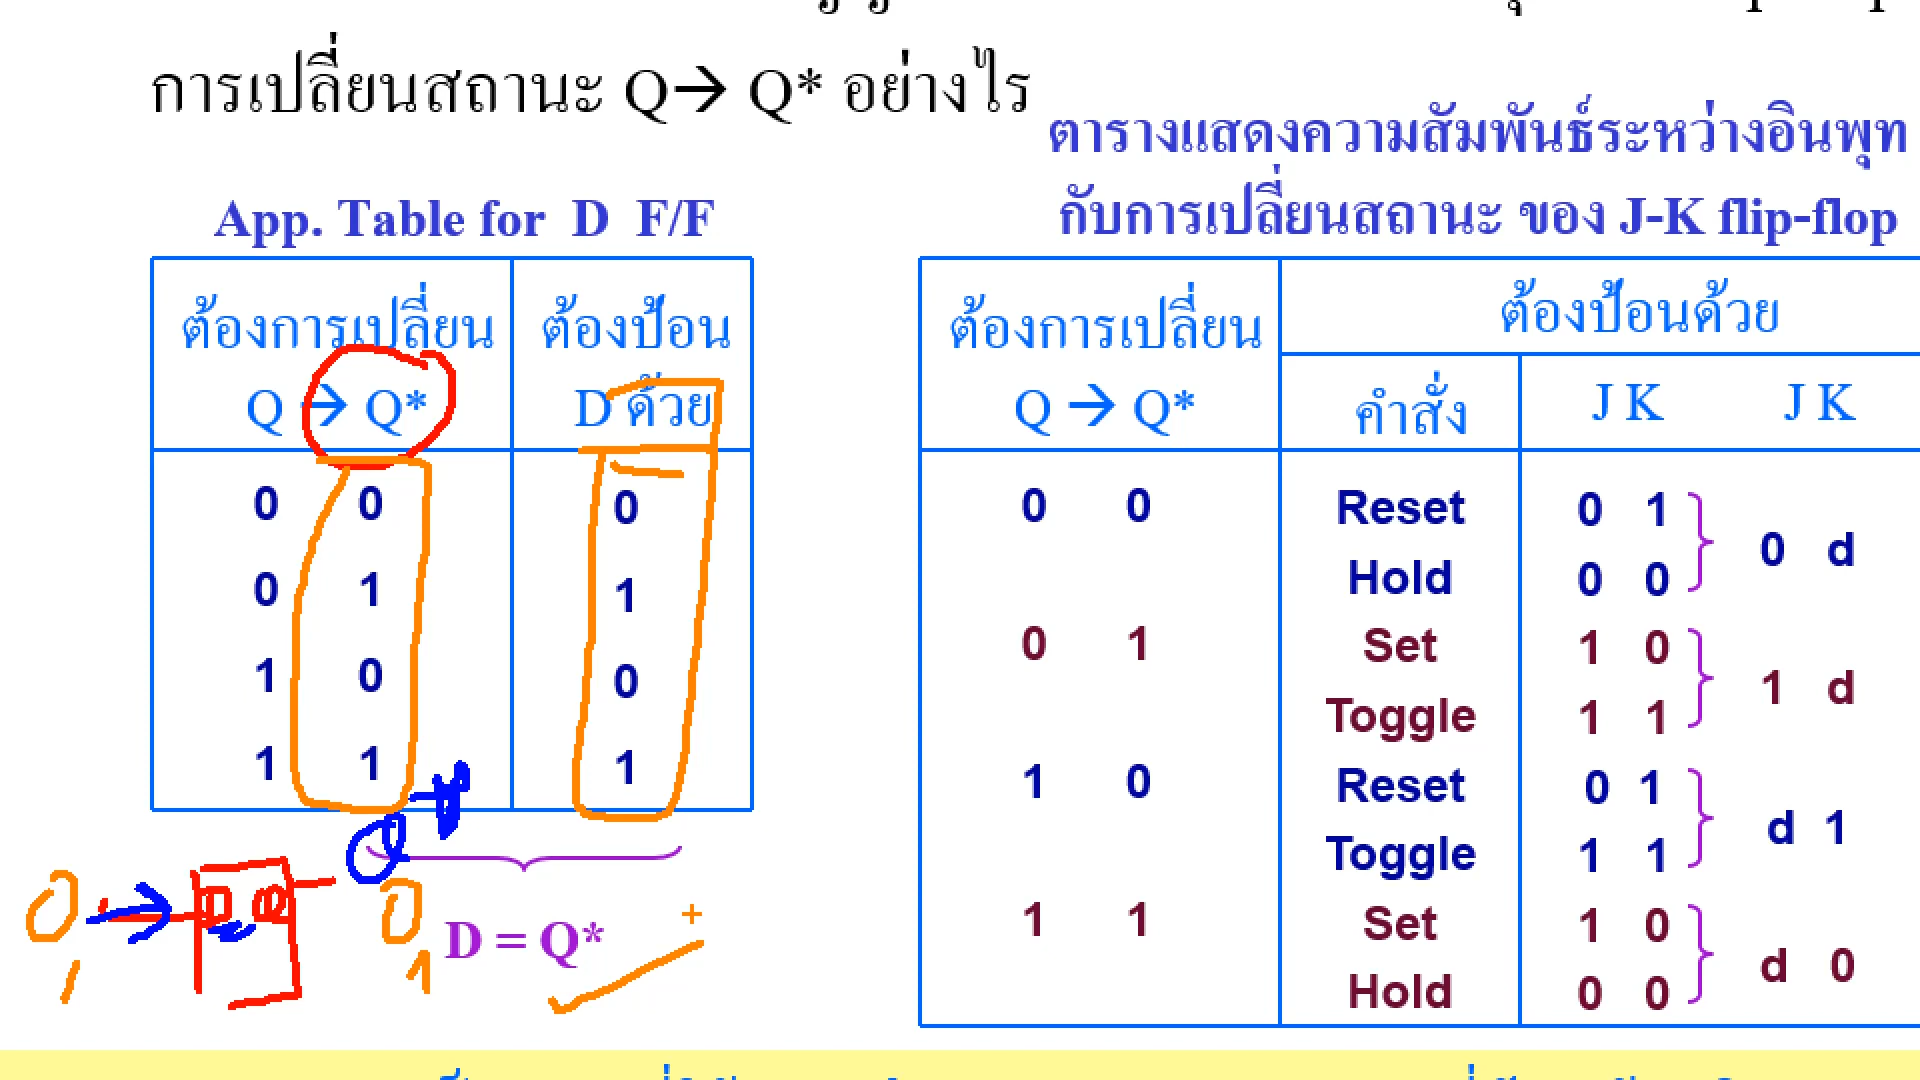 การเปลี่ยนสถานะ Q→ Q* อย่างไร
ตารางแสดงความสัมพันธ์ระหว่างอินพุท
กับการเปลี่ยนสถานะ ของ J-K flip-flop
App. Table for D F/F
ต้องการเปลี่ยน ต้องป้อน
Q → Q* D ด้วย
0 0 0
0 1 1
1 0 0
1 1 1
D = Q*
0 1
0 1
ต้องการเปลี่ยน ต้องป้อนด้วย
Q → Q* คำสั่ง J K J K
0 0 Reset 0 1 0 d
Hold 0 0
0 1 Set 1 0 1 d
Toggle 1 1
1 0 Reset 0 1 d 1
Toggle 1 1
1 1 Set 1 0 d 0
Hold 0 0